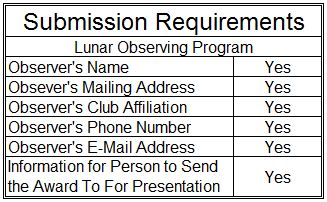 Submission Requirements
Lunar Observing Program
Observer's Name Yes
Obsever's Mailing Address Yes
Observer's Club Affiliation Yes
Observer's Phone Number Yes
Observer's E-Mail Address Yes
Information for Person to Send
the Award To For Presentation Yes